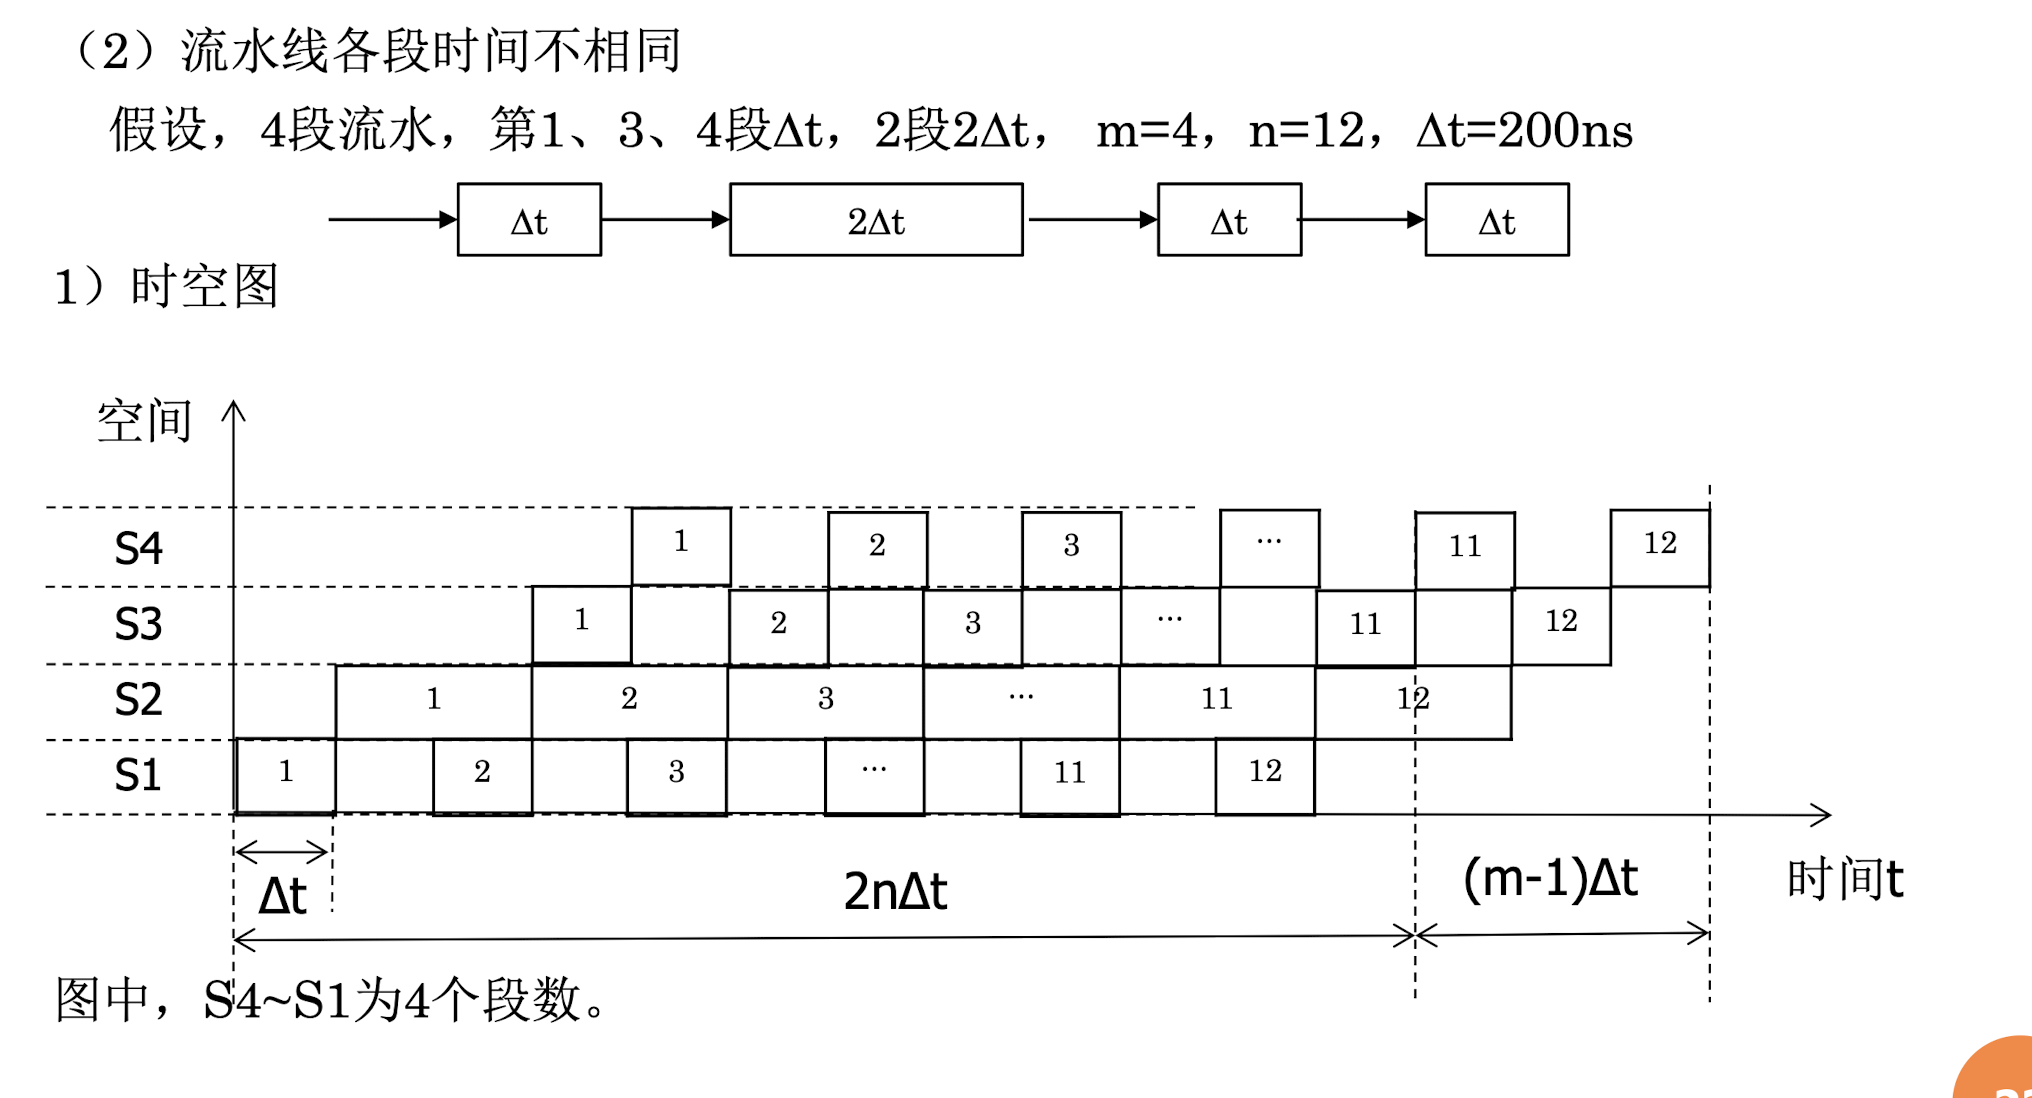 （2）流水线各段时间不相同
假设，4段流水，第1、3、4段Δt，2段2Δt， m=4，n=12，Δt=200ns
Δt 2Δt Δt Δt
1）时空图
空间
S4 1 2 3 ... 11 12
S3 1 2 3 ... 11 12
S2 1 2 3 ... 11 12
S1 1 2 3 ... 11 12
Δt 2nΔt (m-1)Δt 时间t
图中，S4~S1为4个段数。